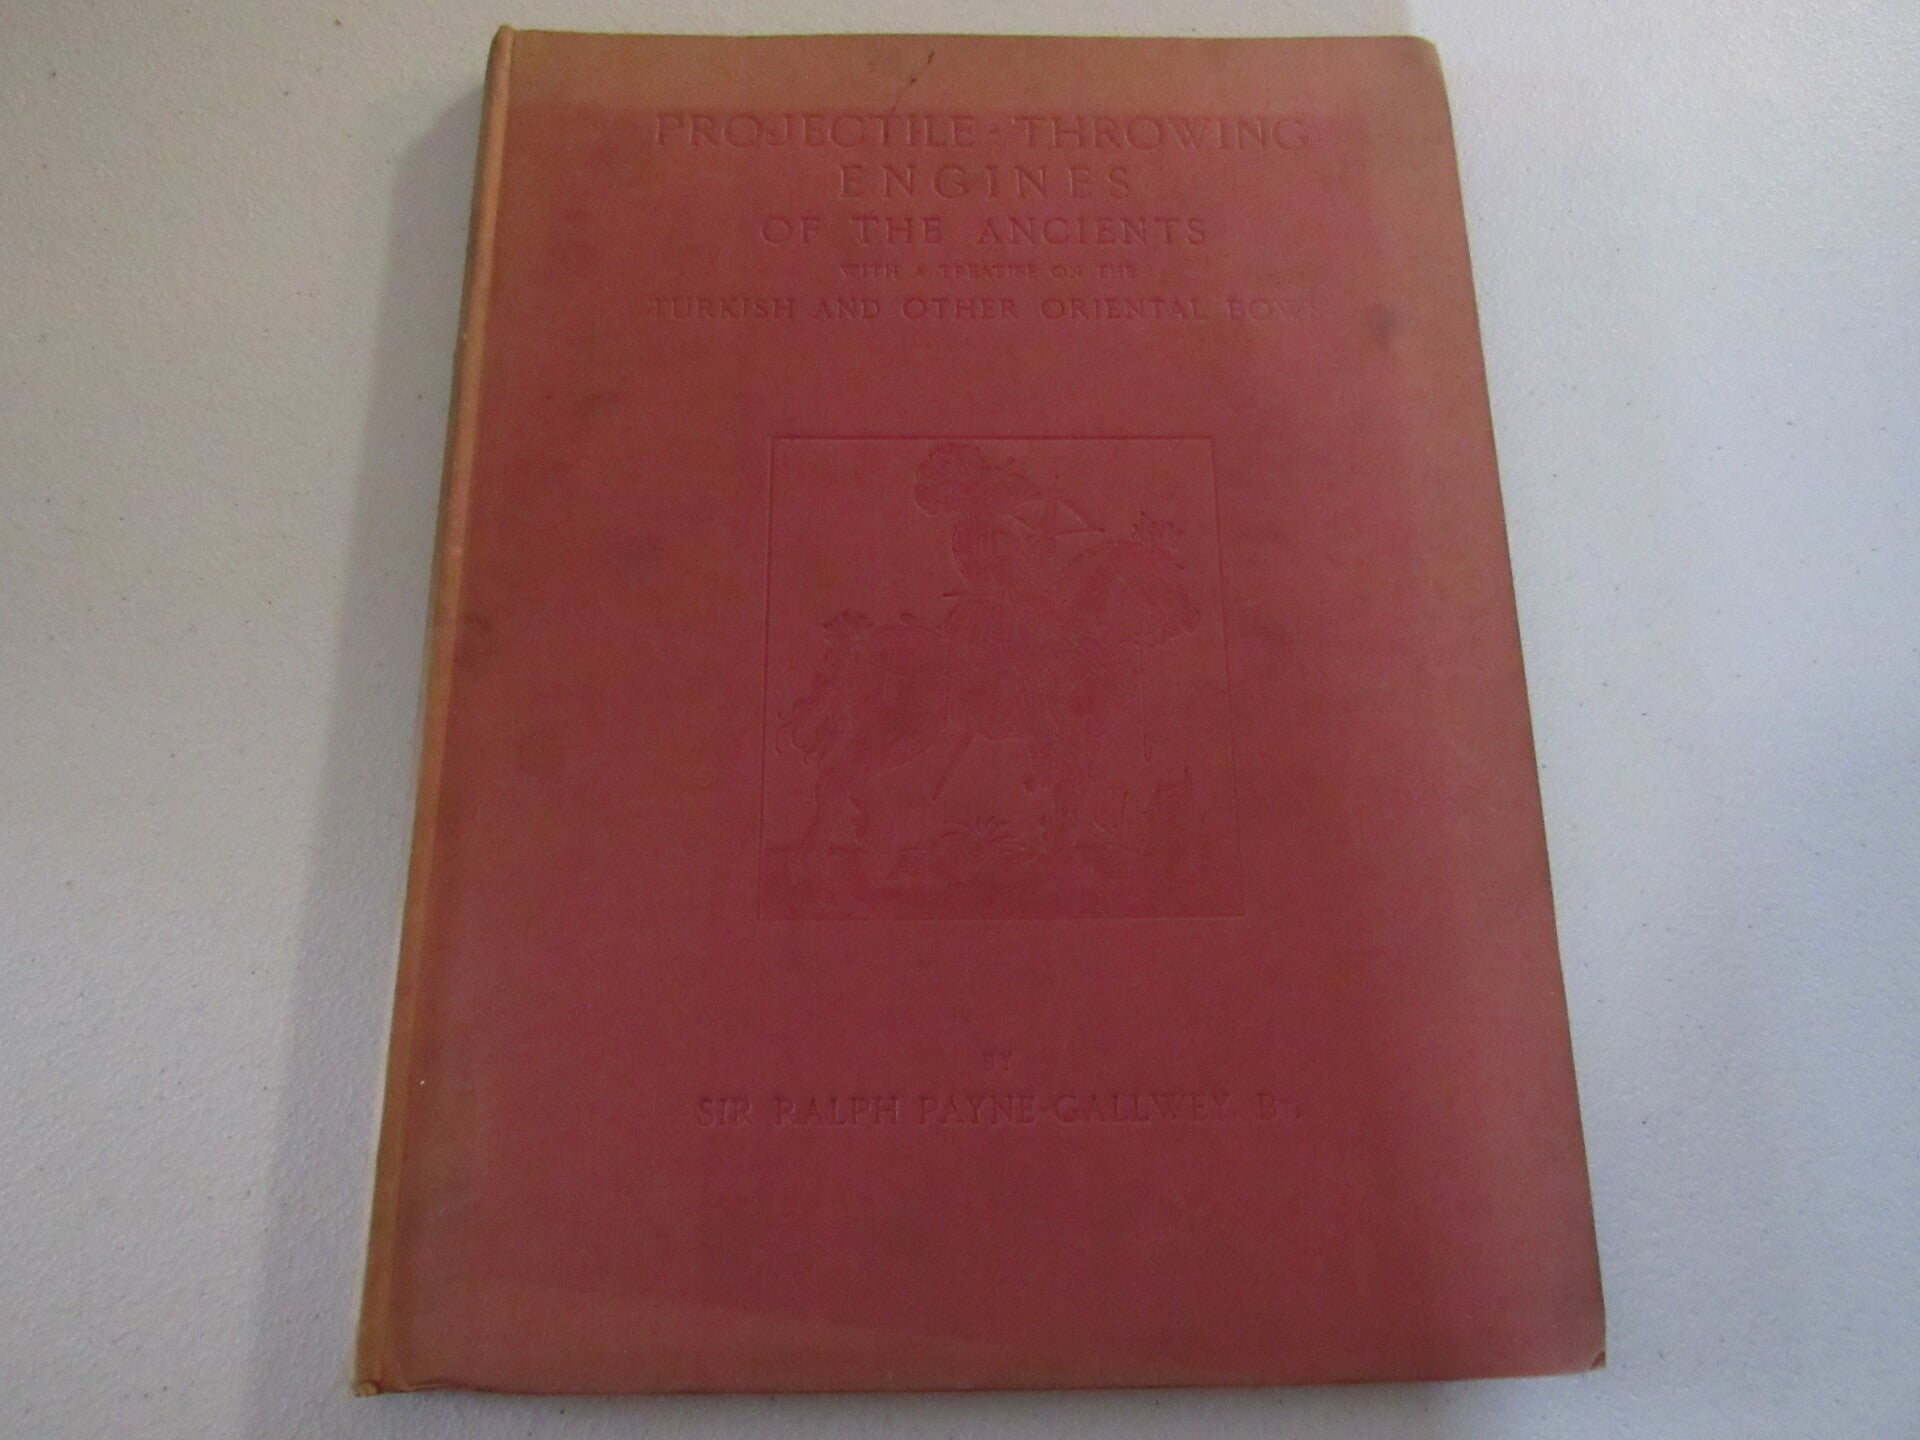 PROJECTILE-THROWING
ENGINES
OF THE ANCIENTS
WITH A TREATISE ON THE
TURKISH AND OTHER ORIENTAL BOWS
BY
SIR RALPH PAYNE-GALLWEY, BT.